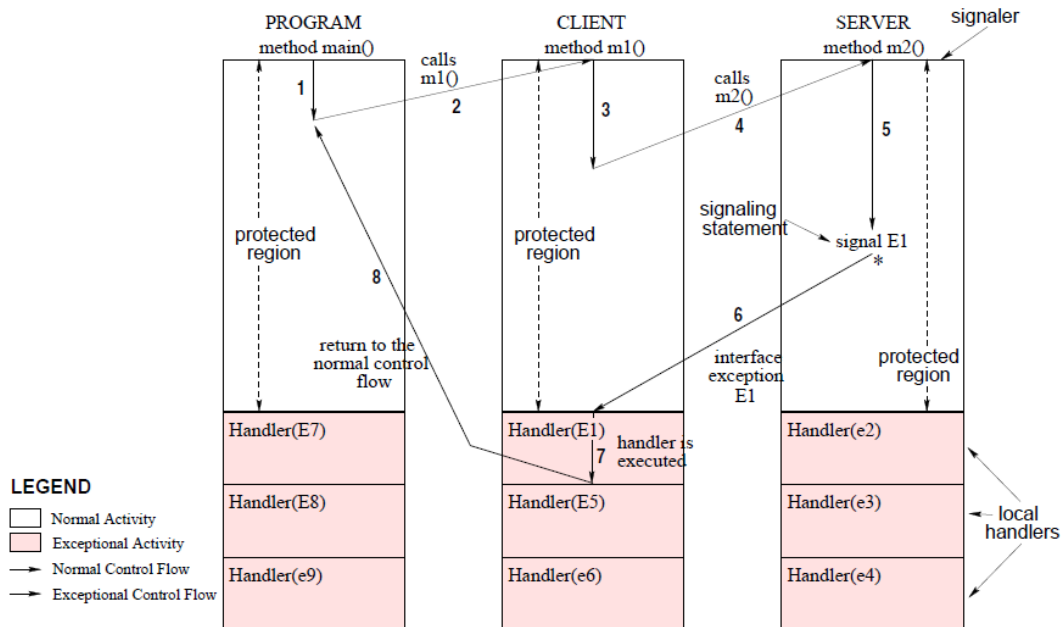 PROGRAM
method main()
CLIENT
method m1()
SERVER
method m2()
signaler
calls
m1()
calls
m2()
1
2
3
4
5
signaling
statement
signal E1
*
protected
region
protected
region
protected
region
8
6
return to the
normal control
flow
interface
exception
E1
Handler(E7)
Handler(E1)
7
handler is
executed
Handler(e2)
Handler(E8)
Handler(E5)
Handler(e3)
local
handlers
Handler(e9)
Handler(e6)
Handler(e4)
LEGEND
Normal Activity
Exceptional Activity
Normal Control Flow
Exceptional Control Flow